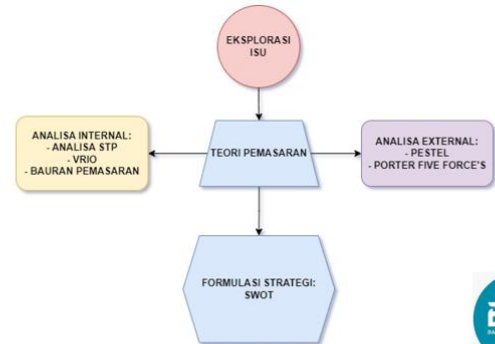 EKSPLORASI
ISU
ANALISA INTERNAL:
- ANALISA STP
- VRIO
- BAURAN PEMASARAN
TEORI PEMASARAN
ANALISA EXTERNAL:
- PESTEL
- PORTER FIVE FORCE'S
FORMULASI STRATEGI:
SWOT